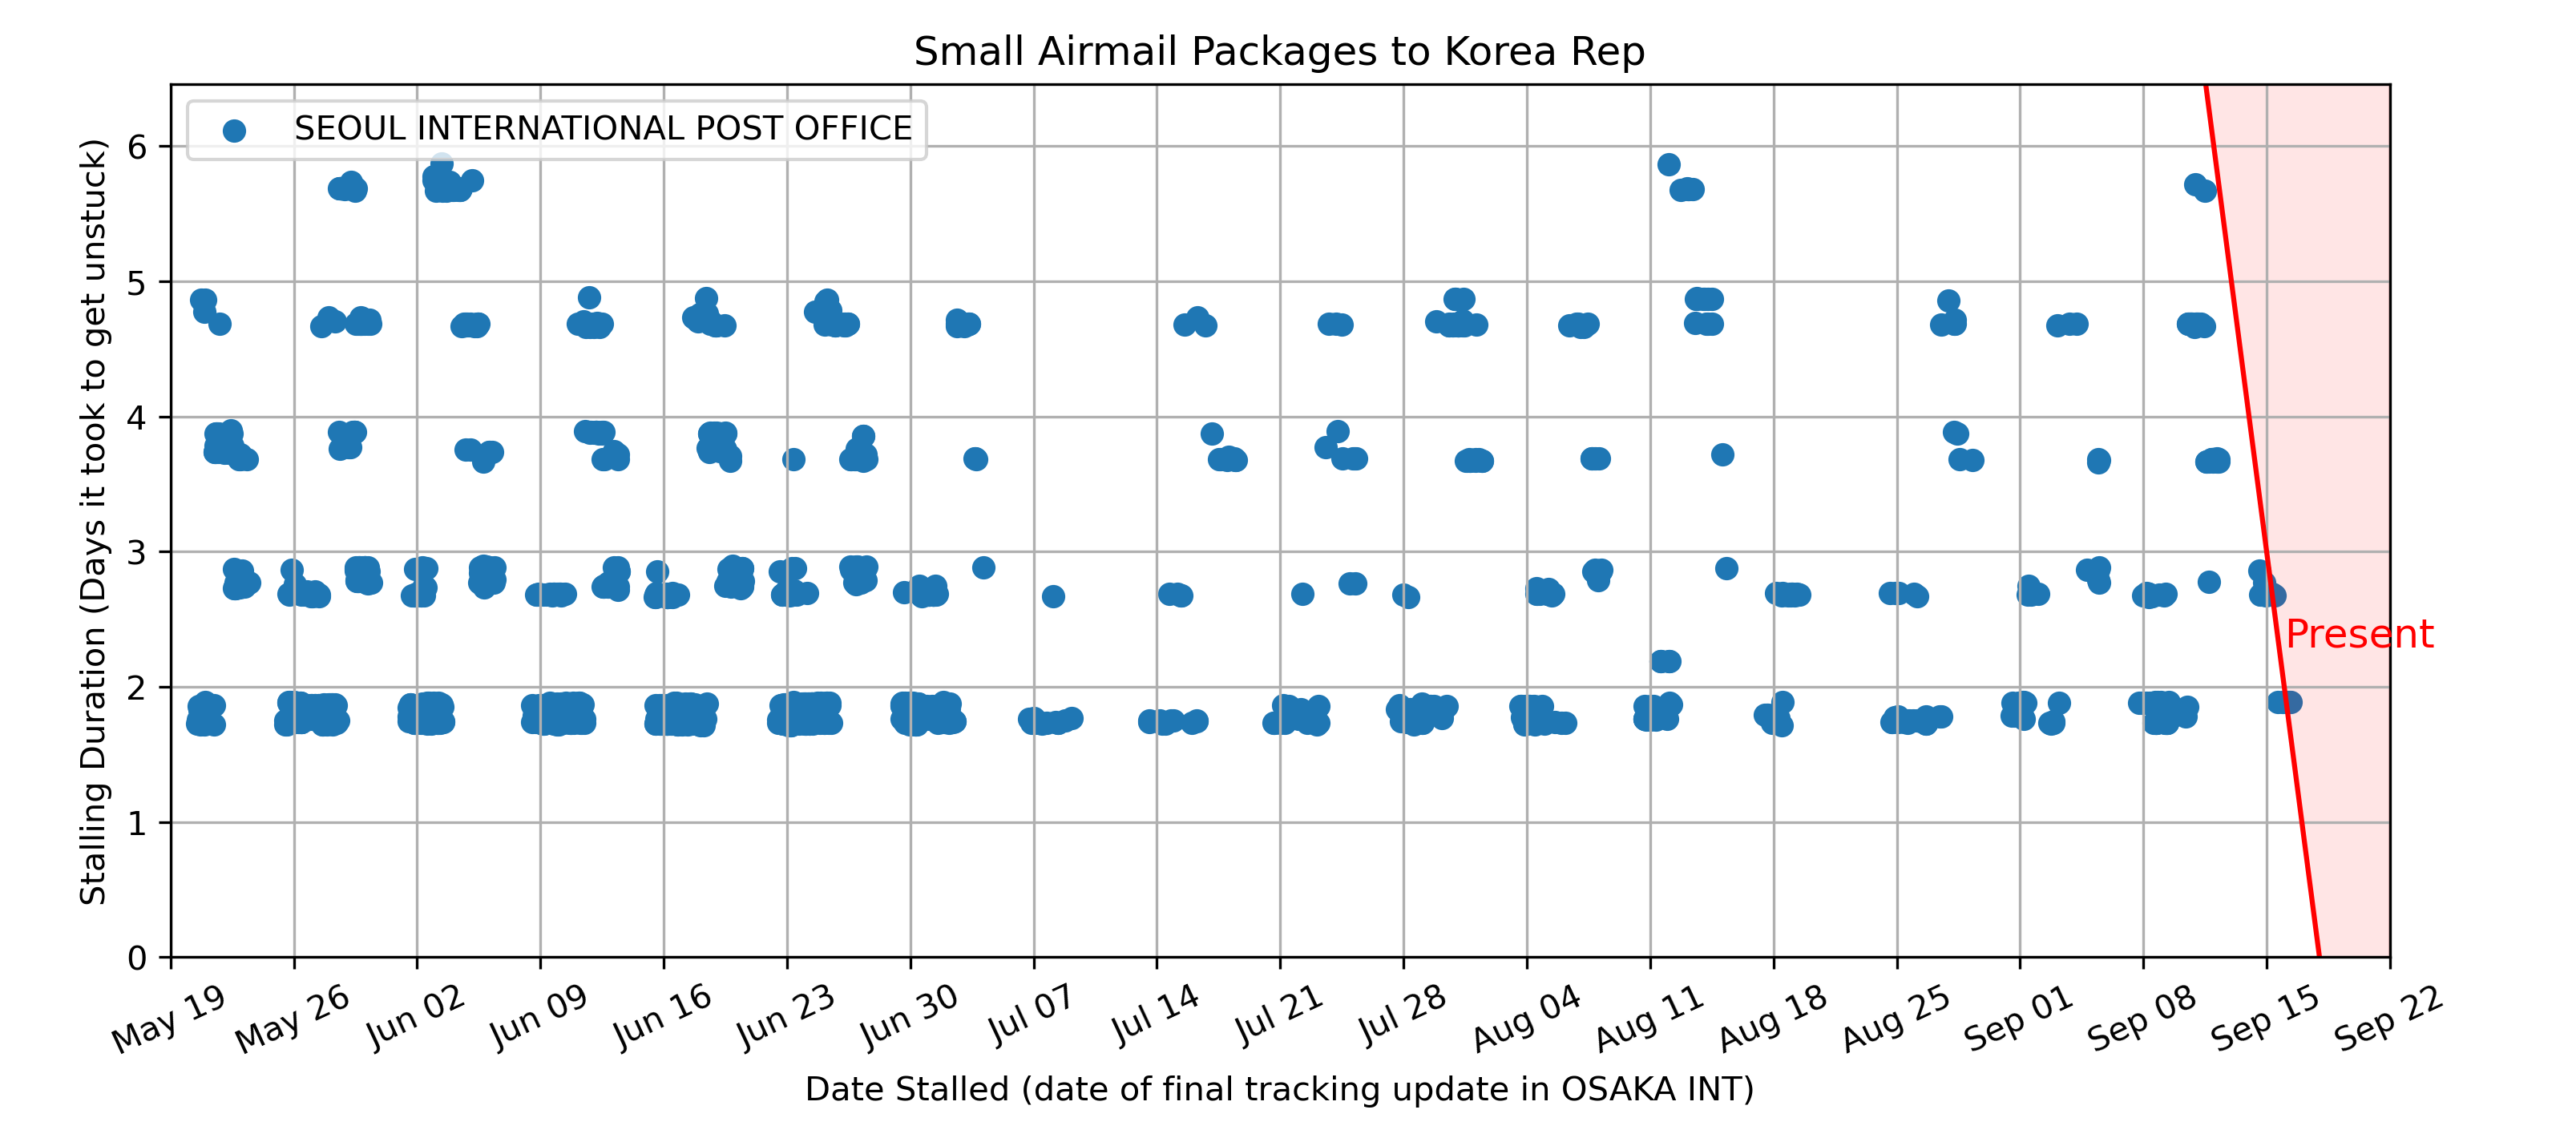 Small Airmail Packages to Korea Rep
SEOUL INTERNATIONAL POST OFFICE
Stalling Duration (Days it took to get unstuck)
6
5
4
3
2
1
0
Present
May 19 May 26 Jun 02 Jun 09 Jun 16 Jun 23 Jun 30 Jul 07 Jul 14 Jul 21 Jul 28 Aug 04 Aug 11 Aug 18 Aug 25 Sep 01 Sep 08 Sep 15 Sep 22
Date Stalled (date of final tracking update in OSAKA INT)